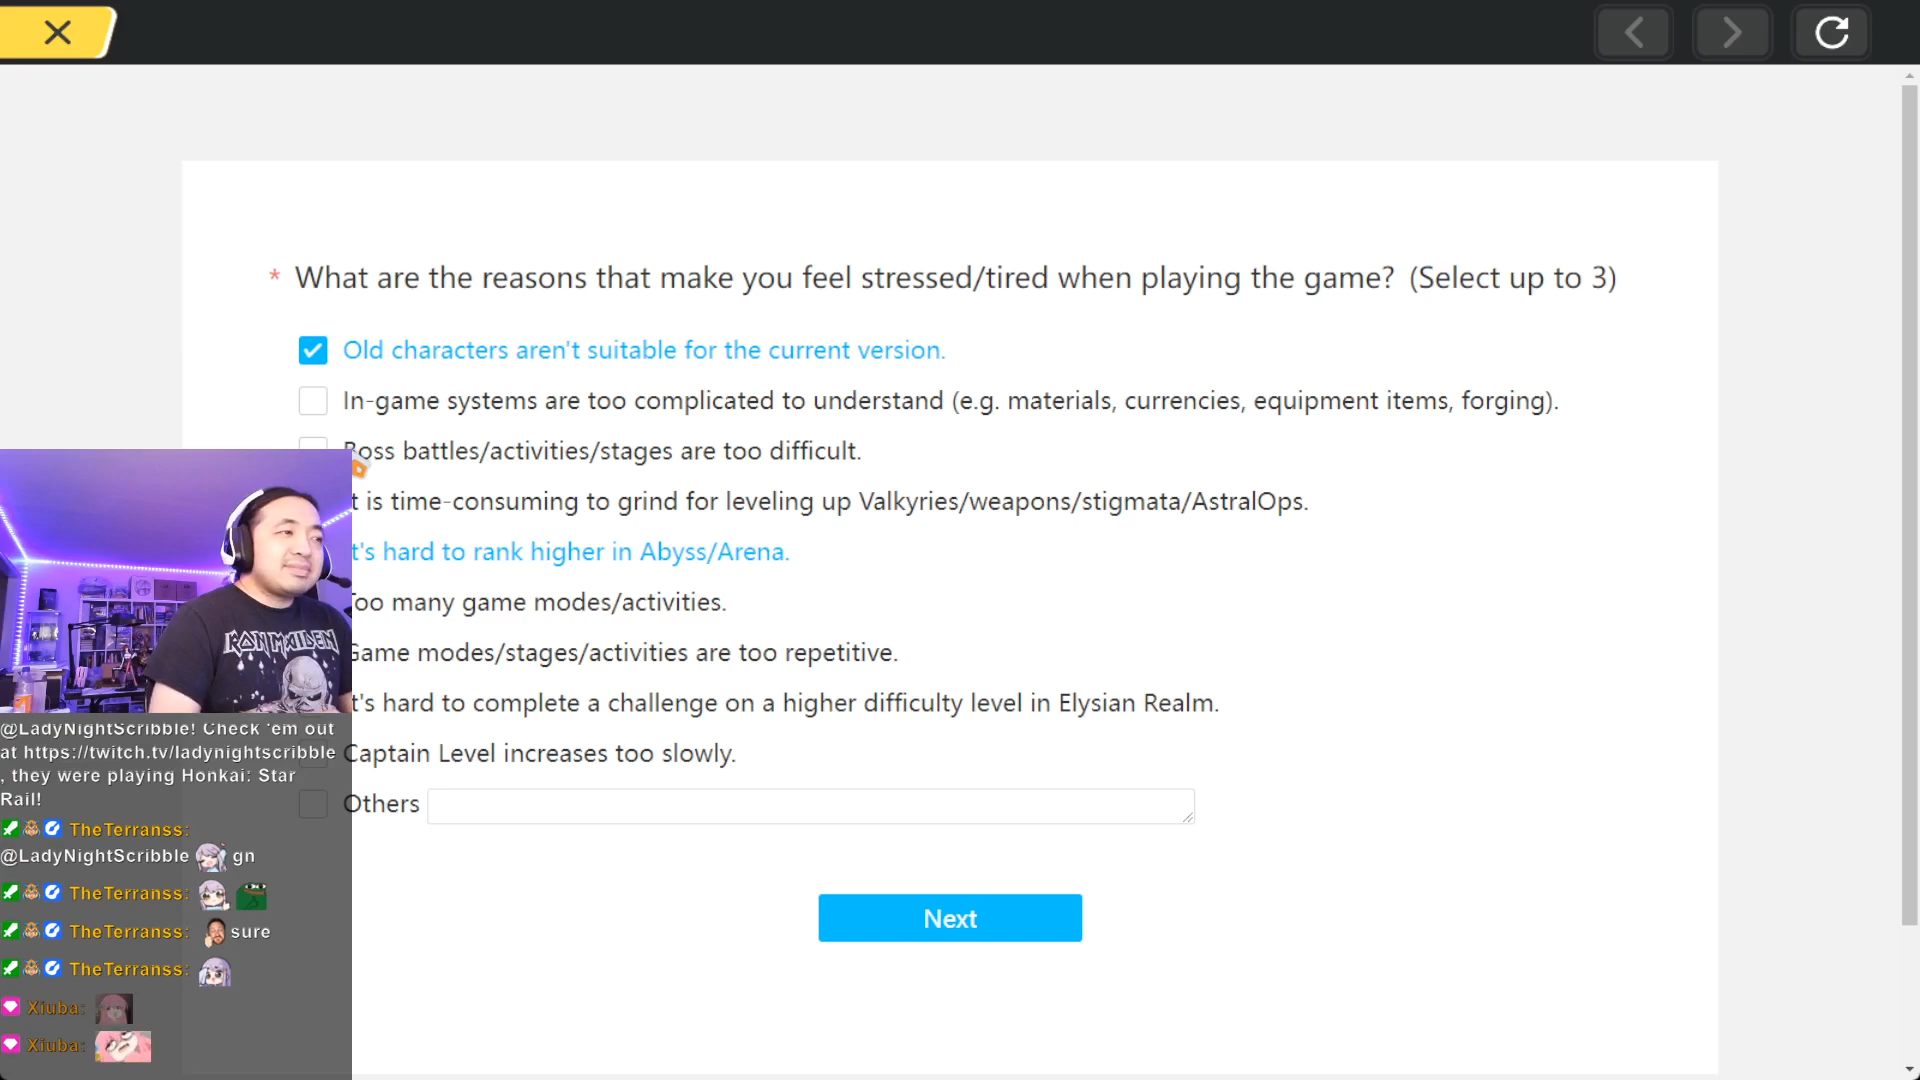 * What are the reasons that make you feel stressed/tired when playing the game? (Select up to 3)
Old characters aren't suitable for the current version.
In-game systems are too complicated to understand (e.g. materials, currencies, equipment items, forging).
Boss battles/activities/stages are too difficult.
t is time-consuming to grind for leveling up Valkyries/weapons/stigmata/AstralOps.
t's hard to rank higher in Abyss/Arena.
Too many game modes/activities.
Game modes/stages/activities are too repetitive.
t's hard to complete a challenge on a higher difficulty level in Elysian Realm.
Captain Level increases too slowly.
Others
Next
IRON MAIDEN
@LadyNightScribble! Check 'em out
at https://twitch.tv/ladynightscribble
, they were playing Honkai: Star
Rail!
TheTerranss:
@LadyNightScribble gn
TheTerranss:
TheTerranss: sure
TheTerranss:
Xiuba:
Xiuba: